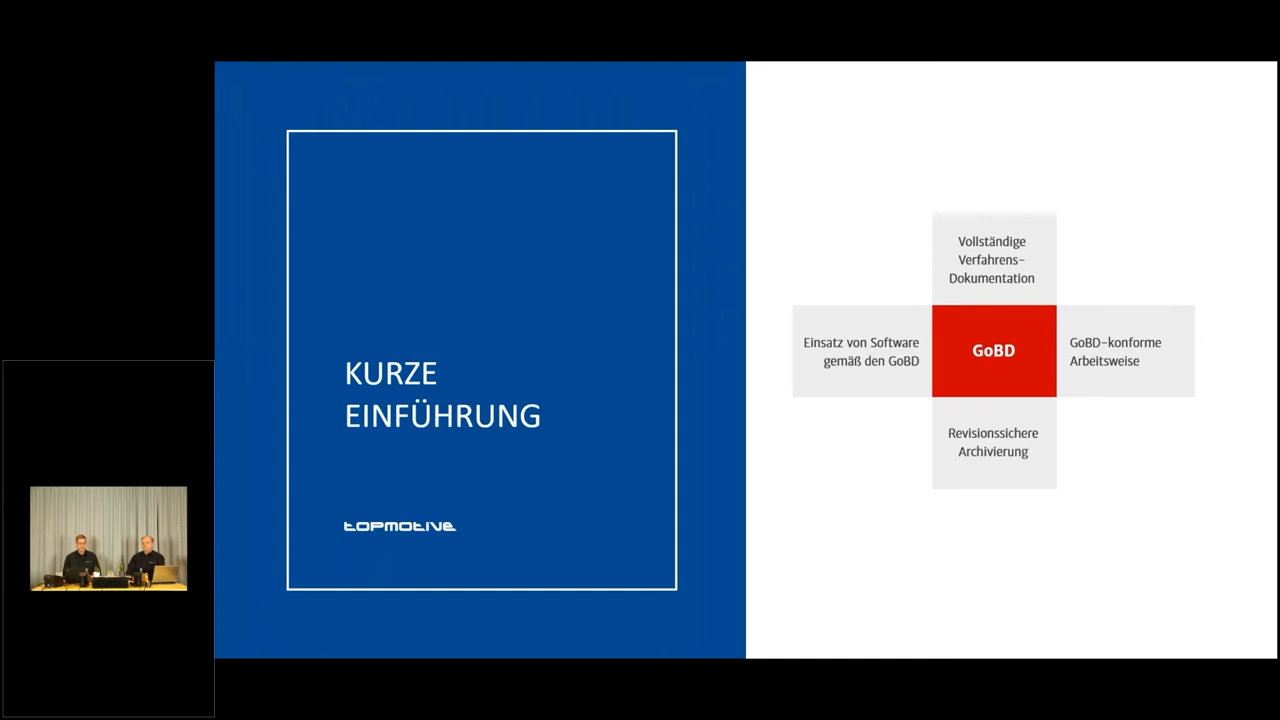 KURZE
EINFÜHRUNG
topmotive
Vollständige
Verfahrens-
Dokumentation
Einsatz von Software
gemäß den GoBD
GoBD
GoBD-konforme
Arbeitsweise
Revisionssichere
Archivierung